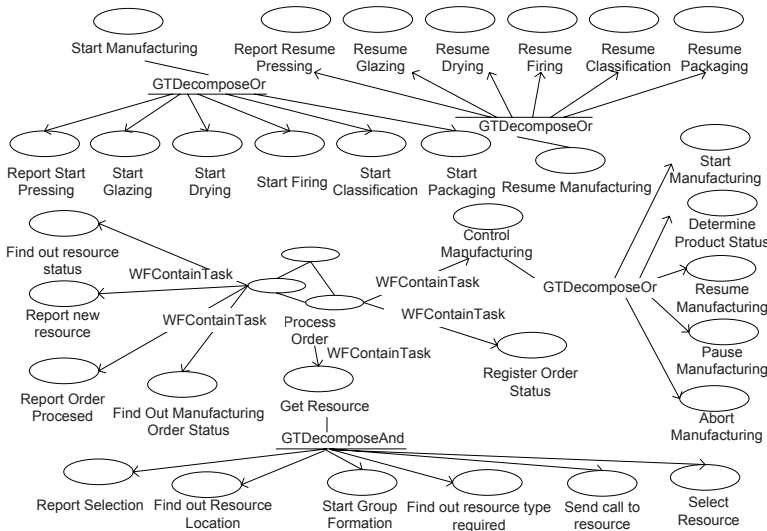 Start Manufacturing
GTDecomposeOr
Report Start
Pressing
Start
Glazing
Start
Drying
Start Firing
Start
Classification
Start
Packaging
Report Resume
Pressing
Resume
Glazing
Resume
Drying
Resume
Firing
Resume
Classification
Resume
Packaging
GTDecomposeOr
Resume Manufacturing
Find out resource
status
WFContainTask
Report new
resource
WFContainTask
Report Order
Procesed
Find Out Manufacturing
Order Status
Process
Order
WFContainTask
Control
Manufacturing
WFContainTask
Register Order
Status
WFContainTask
Get Resource
GTDecomposeOr
Start
Manufacturing
Determine
Product Status
Resume
Manufacturing
Pause
Manufacturing
Abort
Manufacturing
GTDecomposeAnd
Report Selection
Find out Resource
Location
Start Group
Formation
Find out resource type
required
Send call to
resource
Select
Resource